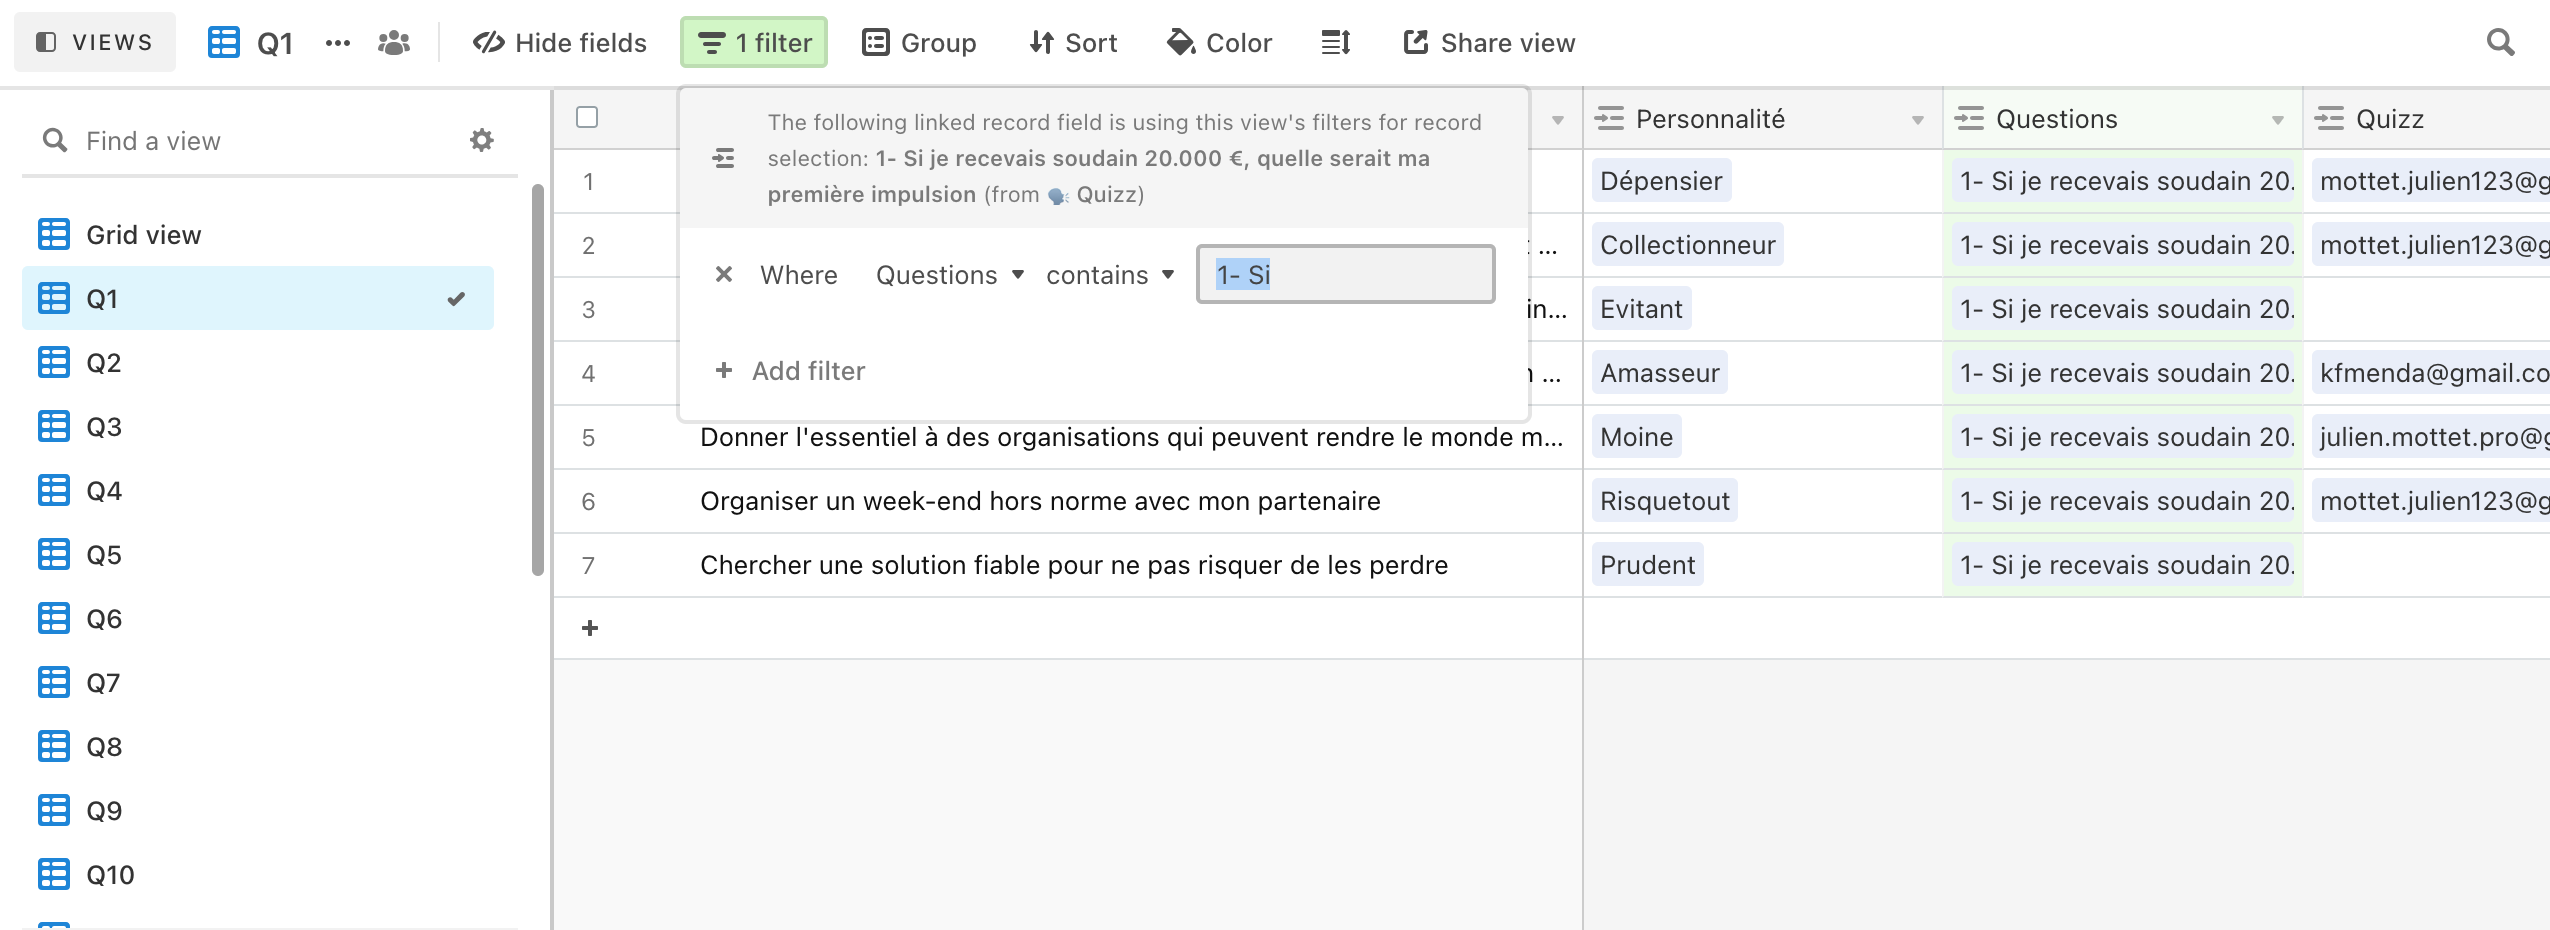 VIEWS
Q1
Hide fields
1 filter
Group
Sort
Color
Share view
Find a view
Grid view
Q1
Q2
Q3
Q4
Q5
Q6
Q7
Q8
Q9
Q10
The following linked record field is using this view's filters for record
selection: 1- Si je recevais soudain 20.000 €, quelle serait ma
première impulsion (from Quizz)
Where Questions contains 1- Si
+ Add filter
Personnalité Questions Quizz
1 Dépensier 1- Si je recevais soudain 20. mottet.julien123@g
2 ... Collectionneur 1- Si je recevais soudain 20. mottet.julien123@g
3 in... Evitant 1- Si je recevais soudain 20.
4 ... Amasseur 1- Si je recevais soudain 20. kfmenda@gmail.co
5 Donner l'essentiel à des organisations qui peuvent rendre le monde m... Moine 1- Si je recevais soudain 20. julien.mottet.pro@g
6 Organiser un week-end hors norme avec mon partenaire Risquetout 1- Si je recevais soudain 20. mottet.julien123@g
7 Chercher une solution fiable pour ne pas risquer de les perdre Prudent 1- Si je recevais soudain 20.
+